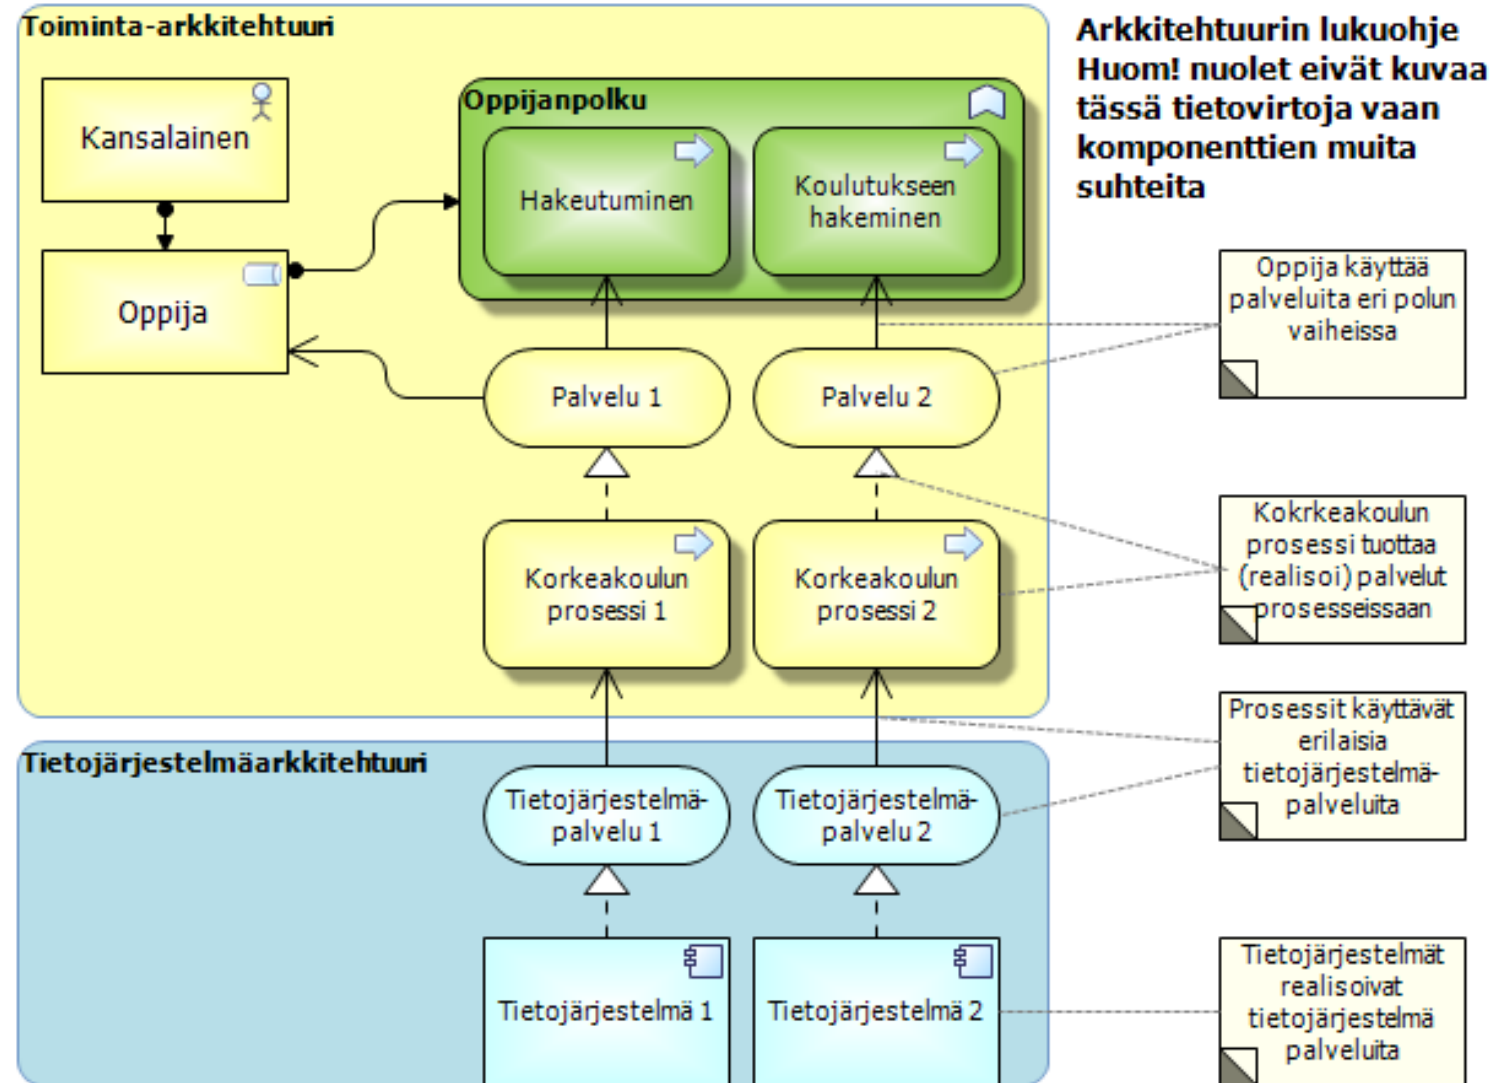 Toiminta-arkkitehtuuri
Arkkitehtuurin lukuohje
Huom! nuolet eivät kuvaa
tässä tietovirtoja vaan
komponenttien muita
suhteita
Kansalainen
Oppijanpolku
Hakeutuminen
Koulutukseen
hakeminen
Oppija
Oppija käyttää
palveluita eri polun
vaiheissa
Palvelu 1
Palvelu 2
Korkeakoulun
prosessi 1
Korkeakoulun
prosessi 2
Kokrkeakoulun
prosessi tuottaa
(realisoi) palvelut
prosesseissaan
Prosessit käyttävät
erilaisia
tietojärjestelmä-
palveluita
Tietojärjestelmäarkkitehtuuri
Tietojärjestelmä-
palvelu 1
Tietojärjestelmä-
palvelu 2
Tietojärjestelmä 1
Tietojärjestelmä 2
Tietojärjestelmät
realisoivat
tietojärjestelmä
palveluita